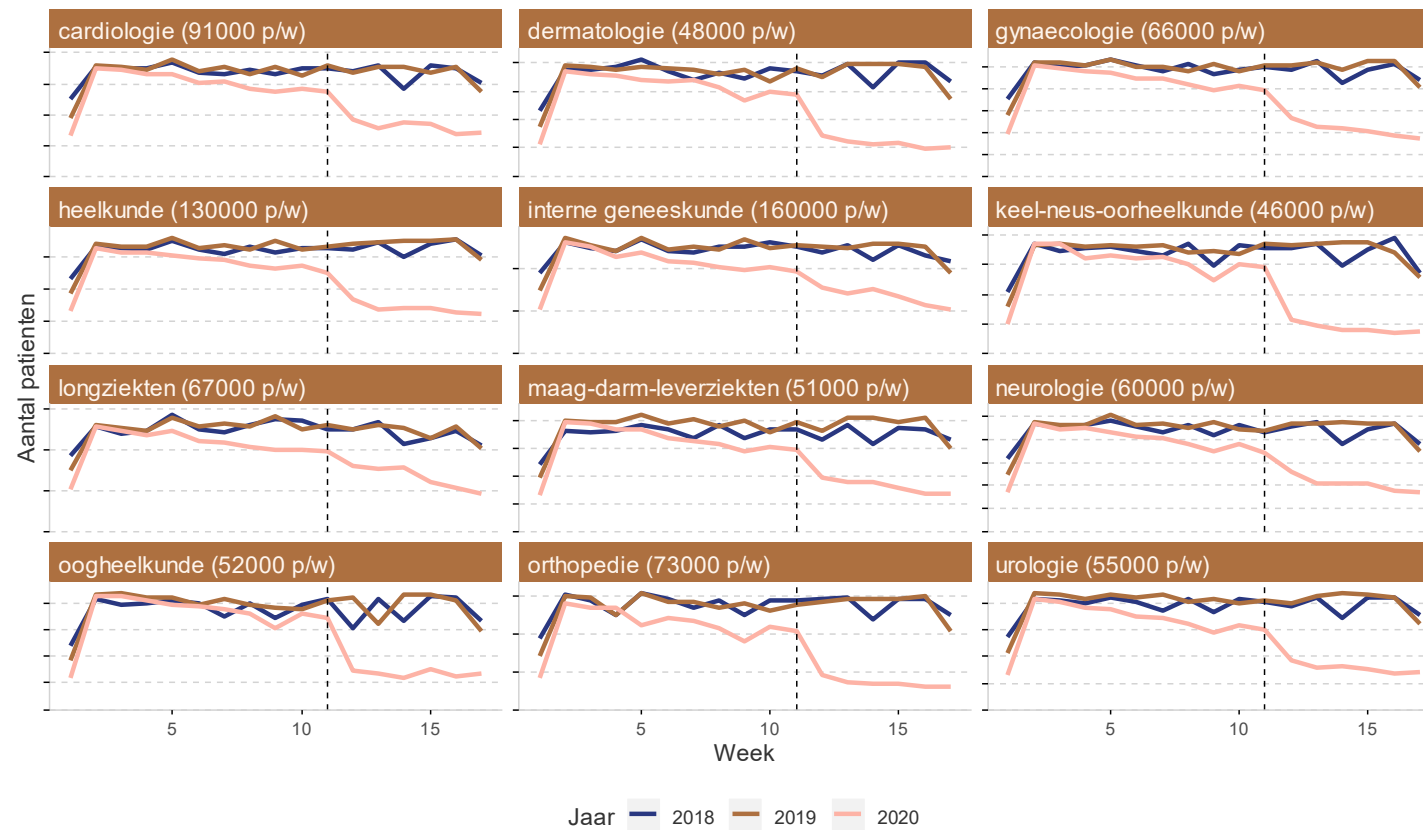 cardiologie (91000 p/w)
dermatologie (48000 p/w)
gynaecologie (66000 p/w)
heelkunde (130000 p/w)
interne geneeskunde (160000 p/w)
keel-neus-oorheelkunde (46000 p/w)
Aantal patienten
longziekten (67000 p/w)
maag-darm-leverziekten (51000 p/w)
neurologie (60000 p/w)
oogheelkunde (52000 p/w)
orthopedie (73000 p/w)
urologie (55000 p/w)
5 10 15 5 10 15 5 10 15
Week
Jaar 2018 2019 2020